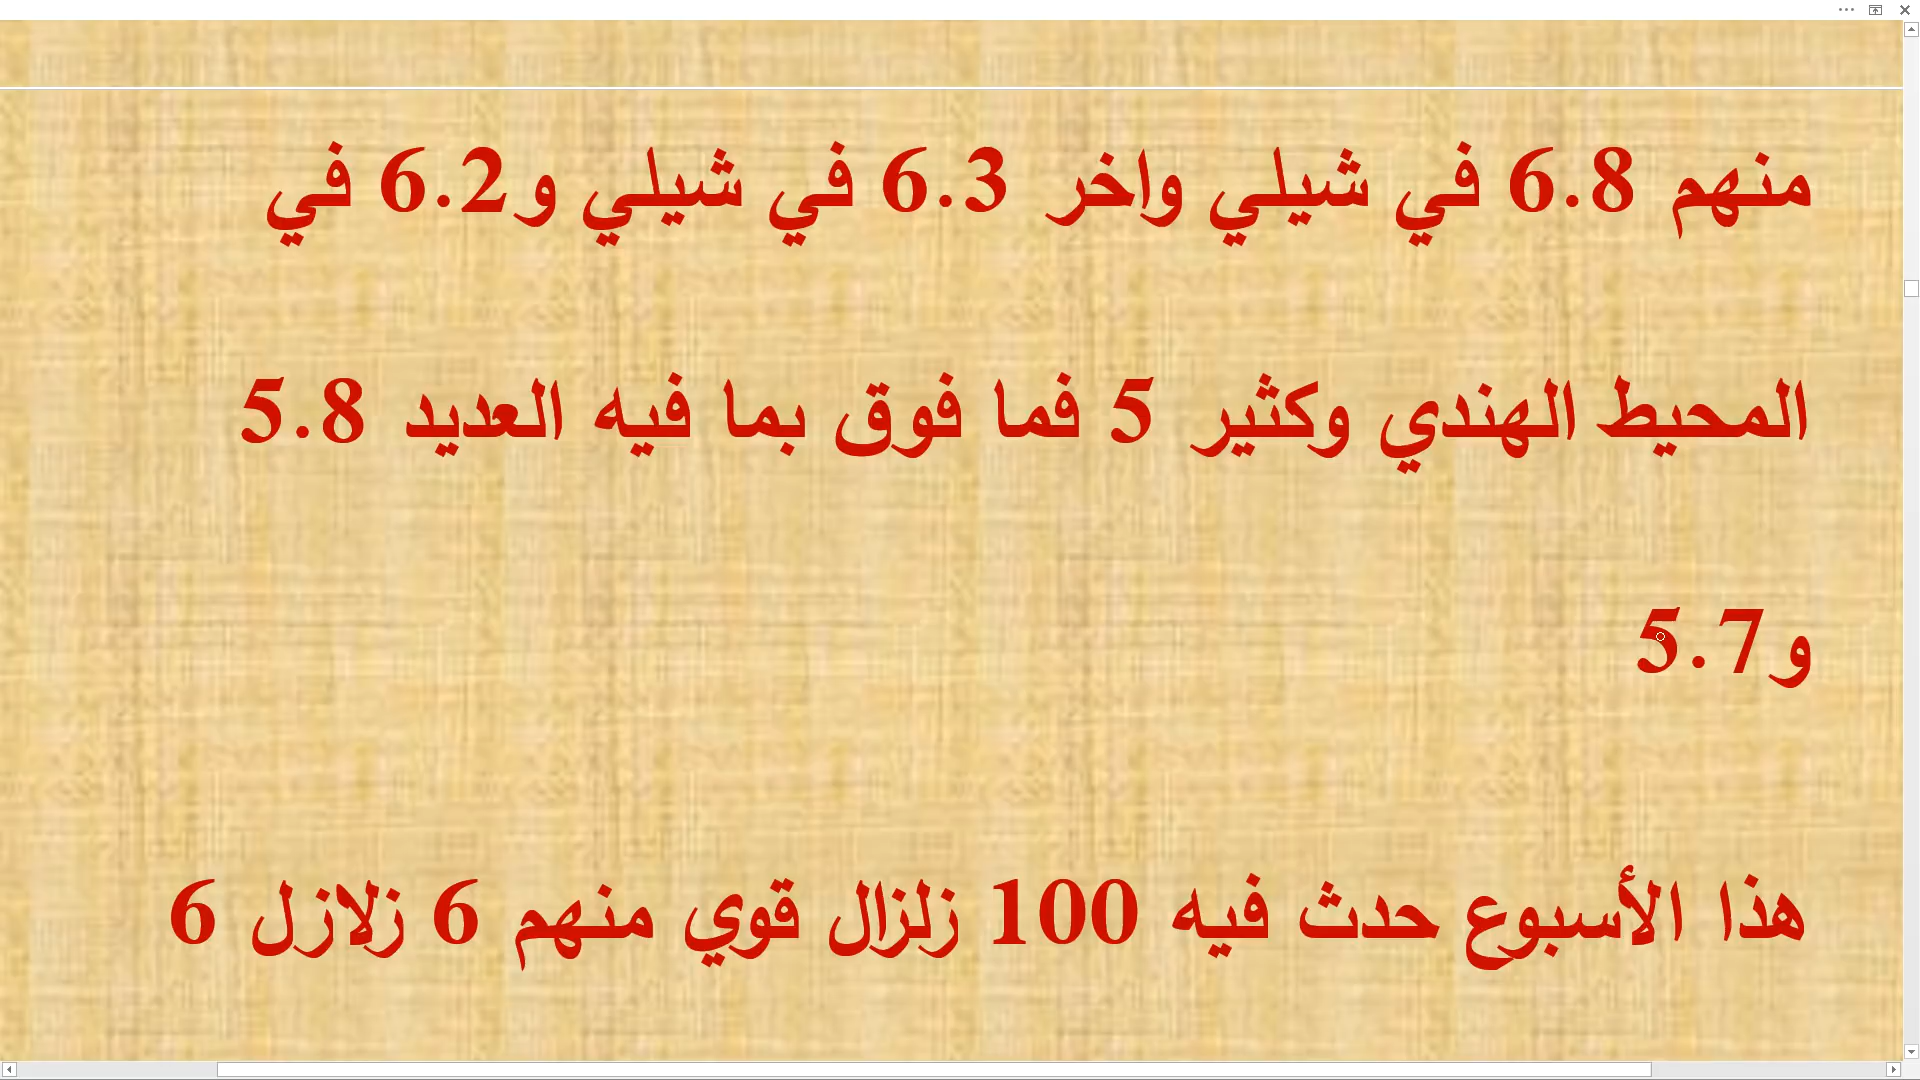 منهم 6.8 في شيلي واخر 6.3 في شيلي و6.2 في
المحيط الهندي وكثير 5 فما فوق بما فيه العديد 5.8
و5.7
هذا الأسبوع حدث فيه 100 زلزال قوي منهم 6 زلازل 6